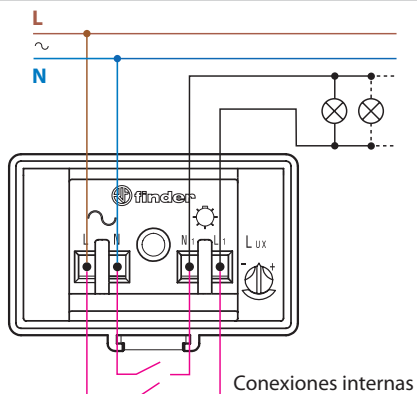 L
N
finder
L N N1 L1 LUX
- +
Conexiones internas